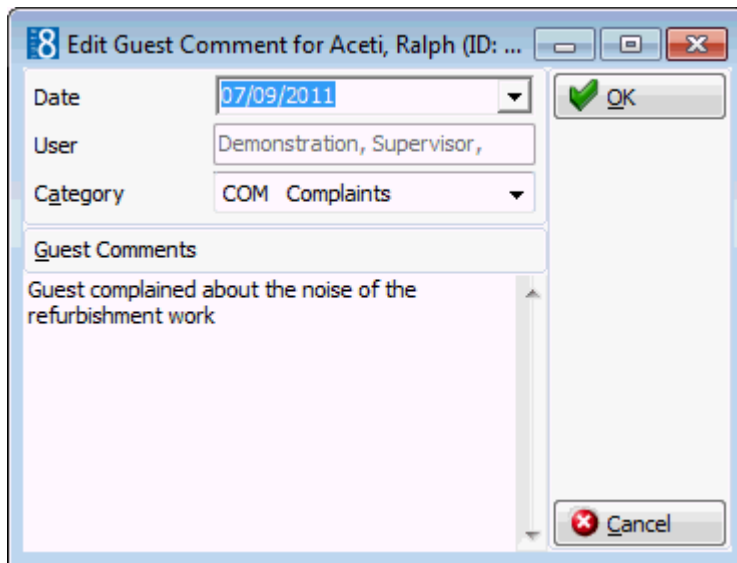 8 Edit Guest Comment for Aceti, Ralph (ID: ...
Date 07/09/2011
OK
User Demonstration, Supervisor,
Category COM Complaints
Guest Comments
Guest complained about the noise of the
refurbishment work
Cancel